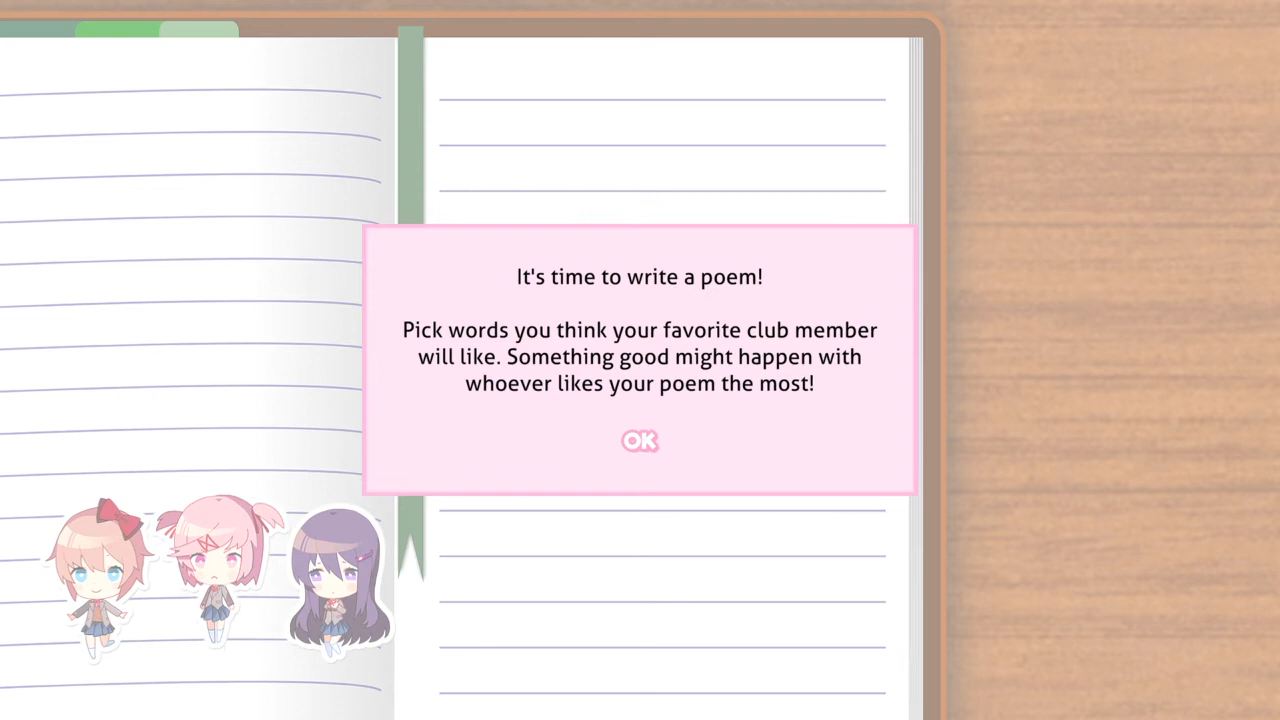 It's time to write a poem!
Pick words you think your favorite club member
will like. Something good might happen with
whoever likes your poem the most!
OK